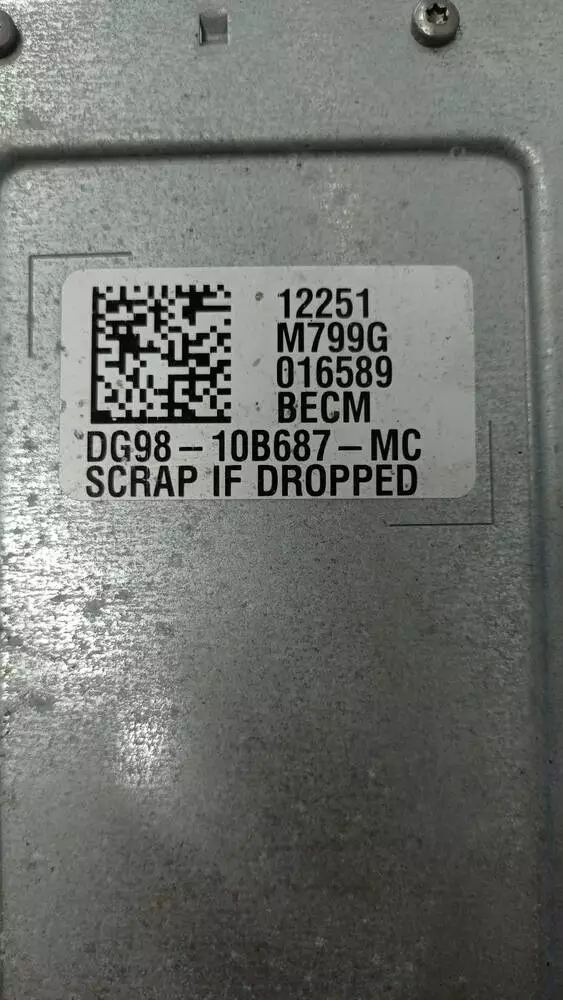 12251
M799G
016589
BECM
DG98-10B687-MC
SCRAP IF DROPPED